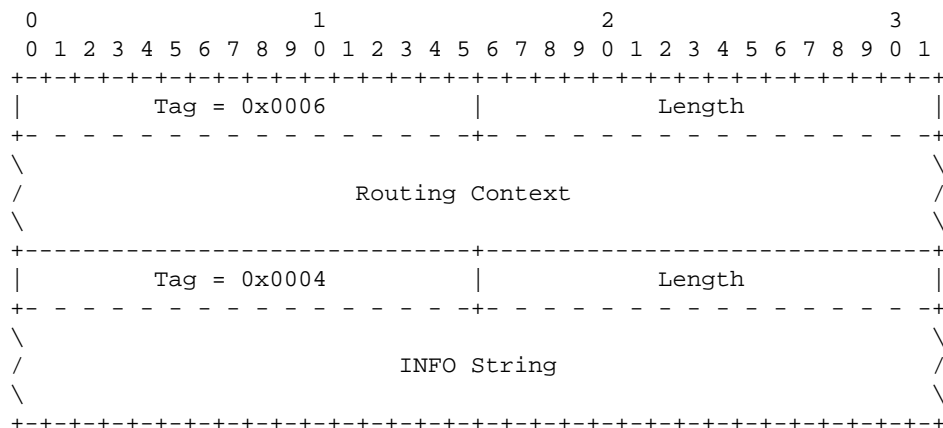 0                   1                   2                   3
 0 1 2 3 4 5 6 7 8 9 0 1 2 3 4 5 6 7 8 9 0 1 2 3 4 5 6 7 8 9 0 1
+-+-+-+-+-+-+-+-+-+-+-+-+-+-+-+-+-+-+-+-+-+-+-+-+-+-+-+-+-+-+-+-+
|         Tag = 0x0006          |            Length             |
+- - - - - - - - - - - - - - - -+- - - - - - - - - - - - - - - -+
\                                                               \
/                       Routing Context                         /
\                                                               \
+-------------------------------+-------------------------------+
|         Tag = 0x0004          |            Length             |
+- - - - - - - - - - - - - - - -+- - - - - - - - - - - - - - - -+
\                                                               \
/                          INFO String                          /
\                                                               \
+-+-+-+-+-+-+-+-+-+-+-+-+-+-+-+-+-+-+-+-+-+-+-+-+-+-+-+-+-+-+-+-+